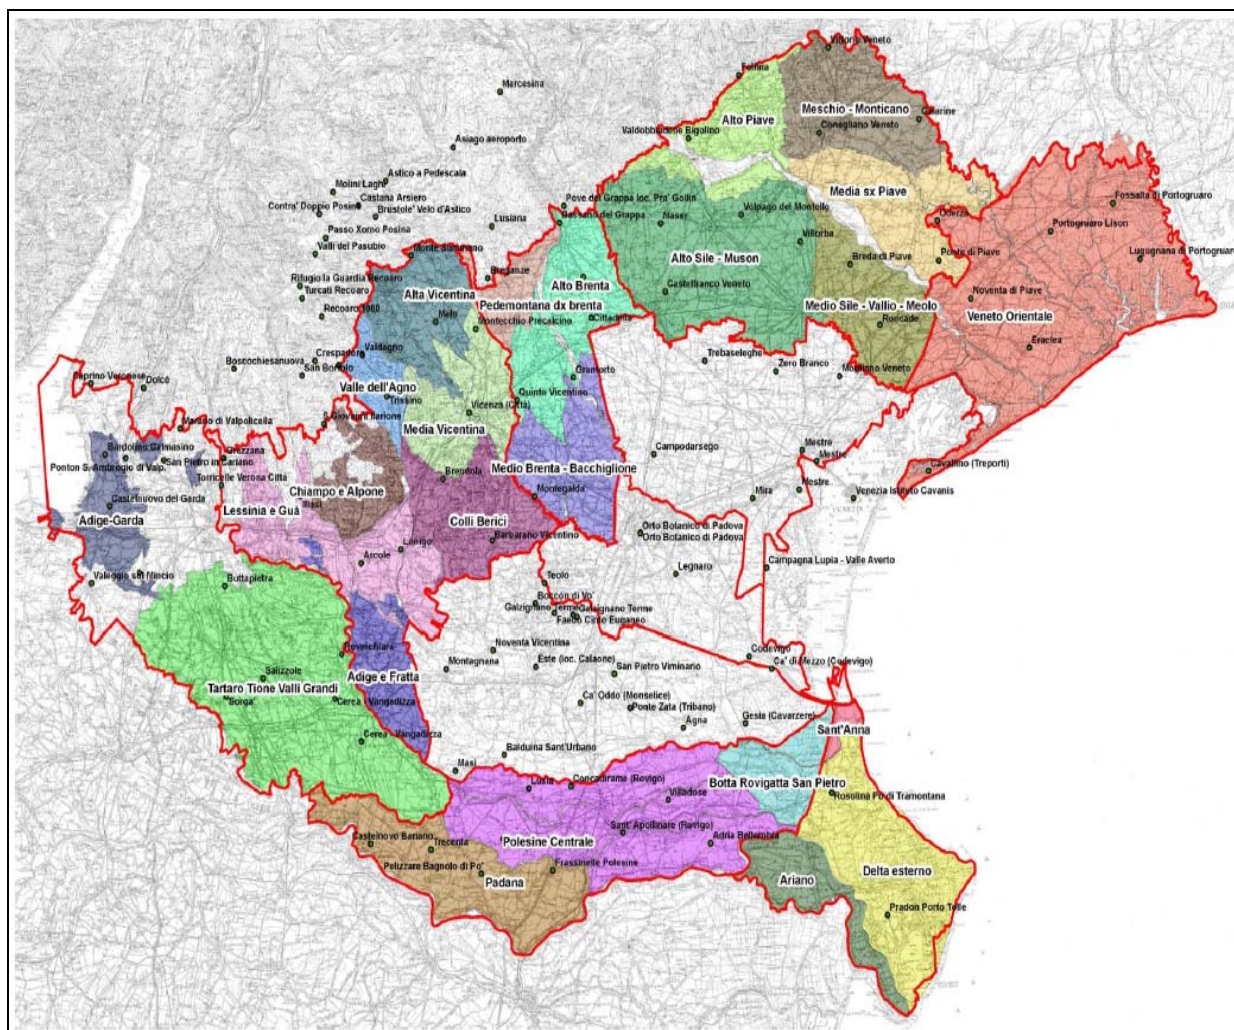 Vittorio Veneto
Follina
Marcesina
Meschio - Monticano
Alto Piave
Conegliano Veneto
Valdobbiadene Bigolino
Asiago aeroporto
Astico a Pedescala
Molini Laghi
Castana Arsiero
Contra' Doppio Posina
Brustole' Velo d'Astico
Media sx Piave
Pove del Grappa loc. Pra' Golin
Fossalta di Portogruaro
Lusiana
Bassano del Grappa
Maser
Volpago del Montello
Oderzo
Portogruaro Lison
Passo Xomo Posina
Valli del Pasubio
Monte Summano
Villorba
Breda di Piave
Ponte di Piave
Lugugnana di Portogruaro
Alto Sile - Muson
Rifugio la Guardia Recoaro
Breganze
Alto Brenta
Turcati Recoaro
Alta Vicentina
Castelfranco Veneto
Noventa di Piave
Pedemontana dx brenta
Medio Sile - Vallio - Meolo
Recoaro 1000
Malo
Montecchio Precalcino
Cittadella
Roncade
Veneto Orientale
Eraclea
Crespadoro
Valdagno
Trebaseleghe
Boscochiesanuova
San Bortolo
Zero Branco
Mogliano Veneto
Caprino Veronese
Dolcè
Valle dell'Agno
Grantorto
Trissino
Quinto Vicentino
Marano di Valpolicella
S.Giovanni Ilarione
Vicenza (Città)
Media Vicentina
Bardolino Calmasino
Grezzana
Campodarsego
Mestre
Mestre
San Pietro in Cariano
Ponton S. Ambrogio di Valp.
Medio Brenta - Bacchiglione
Cavallino (Treporti)
Torricelle Verona Città
Brendola
Chiampo e Alpone
Mestre
Montegalda
Mira
Venezia Istituto Cavanis
Castelnuovo del Garda
Illasi
Lessinia e Guà
Adige-Garda
Colli Berici
Orto Botanico di Padova
Orto Botanico di Padova
Barbarano Vicentino
Lonigo
Arcole
Campagna Lupia - Valle Averto
Legnaro
Valeggio sul Mincio
Buttapietra
Teolo
Boccon di Vo'
Galzignano Terme
Galzignano Terme
Faedo Cinto Euganeo
Noventa Vicentina
Roverchiara
Codevigo
Montagnana
Este (loc. Calaone)
San Pietro Viminario
Ca' di Mezzo (Codevigo)
Salizzole
Adige e Fratta
Tartaro Tione Valli Grandi
Sorga'
Cerea
Vangadizza
Ca' Oddo (Monselice)
Ponte Zata (Tribano)
Agna
Gesia (Cavarzere)
Sant'Anna
Cerea
Vangadizza
Balduina Sant'Urbano
Masi
Botta Rovigatta San Pietro
Lusia
Concadirame (Rovigo)
Villadose
Rosolina Po di Tramontana
Sant' Apollinare (Rovigo)
Castelnovo Bariano
Trecenta
Polesine Centrale
Adria Bellombra
Frassinelle Polesine
Pelizzare Bagnolo di Po'
Padana
Ariano
Delta esterno
Pradon Porto Tolle